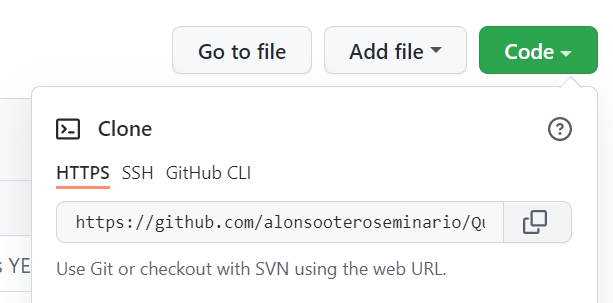 Go to file Add file Code
Clone
HTTPS SSH GitHub CLI
https://github.com/alonsooteroseminario/Qu
s YE
Use Git or checkout with SVN using the web URL.